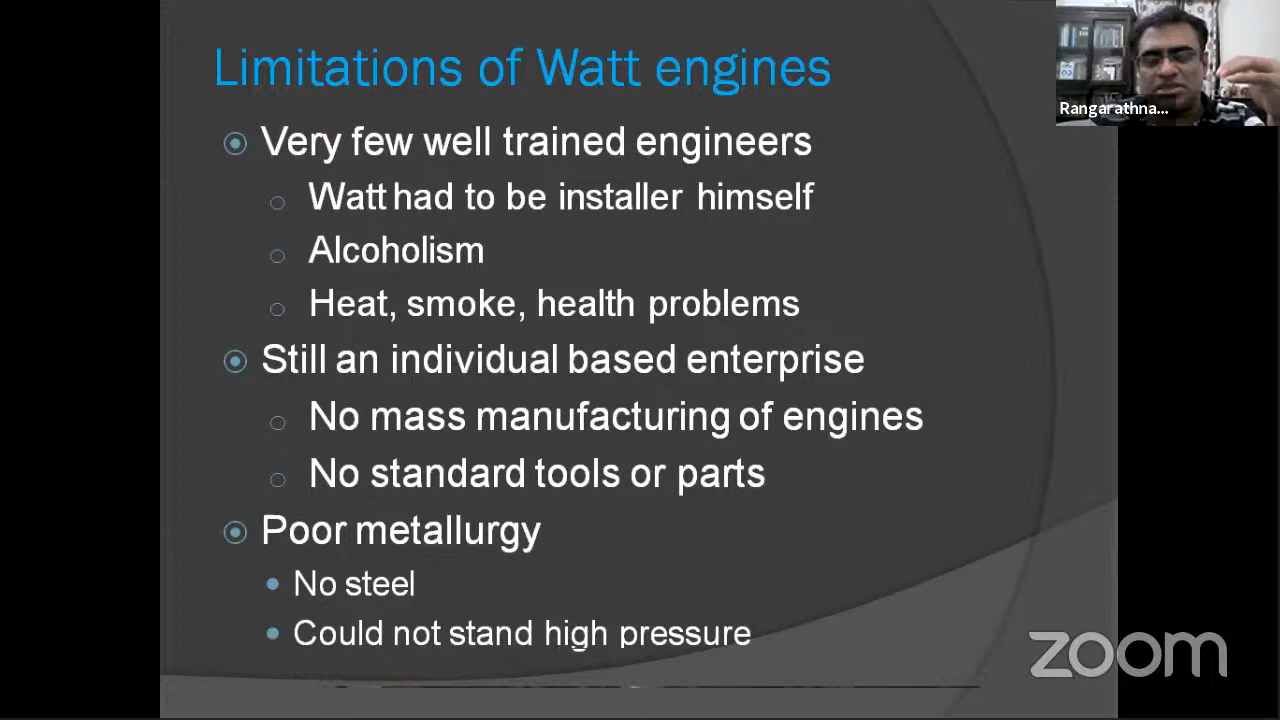 Limitations of Watt engines
Rangarathna...
Very few well trained engineers
Watt had to be installer himself
Alcoholism
Heat, smoke, health problems
Still an individual based enterprise
No mass manufacturing of engines
No standard tools or parts
Poor metallurgy
No steel
Could not stand high pressure
zoom